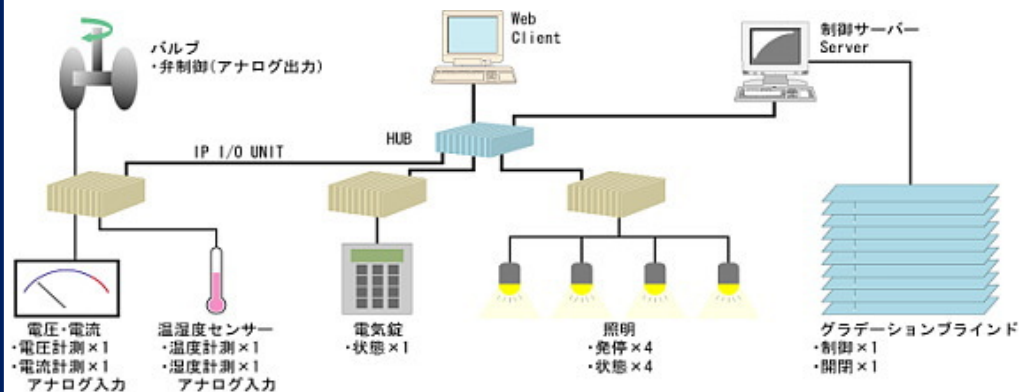 Web
Client
制御サーバー
Server
バルブ
・弁制御(アナログ出力)
HUB
IP I/O UNIT
電圧・電流
・電圧計測×1
・電流計測×1
アナログ入力
温湿度センサー
・温度計測×1
・湿度計測×1
アナログ入力
電気錠
・状態×1
照明
・発停×4
・状態×4
グラデーションブラインド
・制御×1
・開閉×1